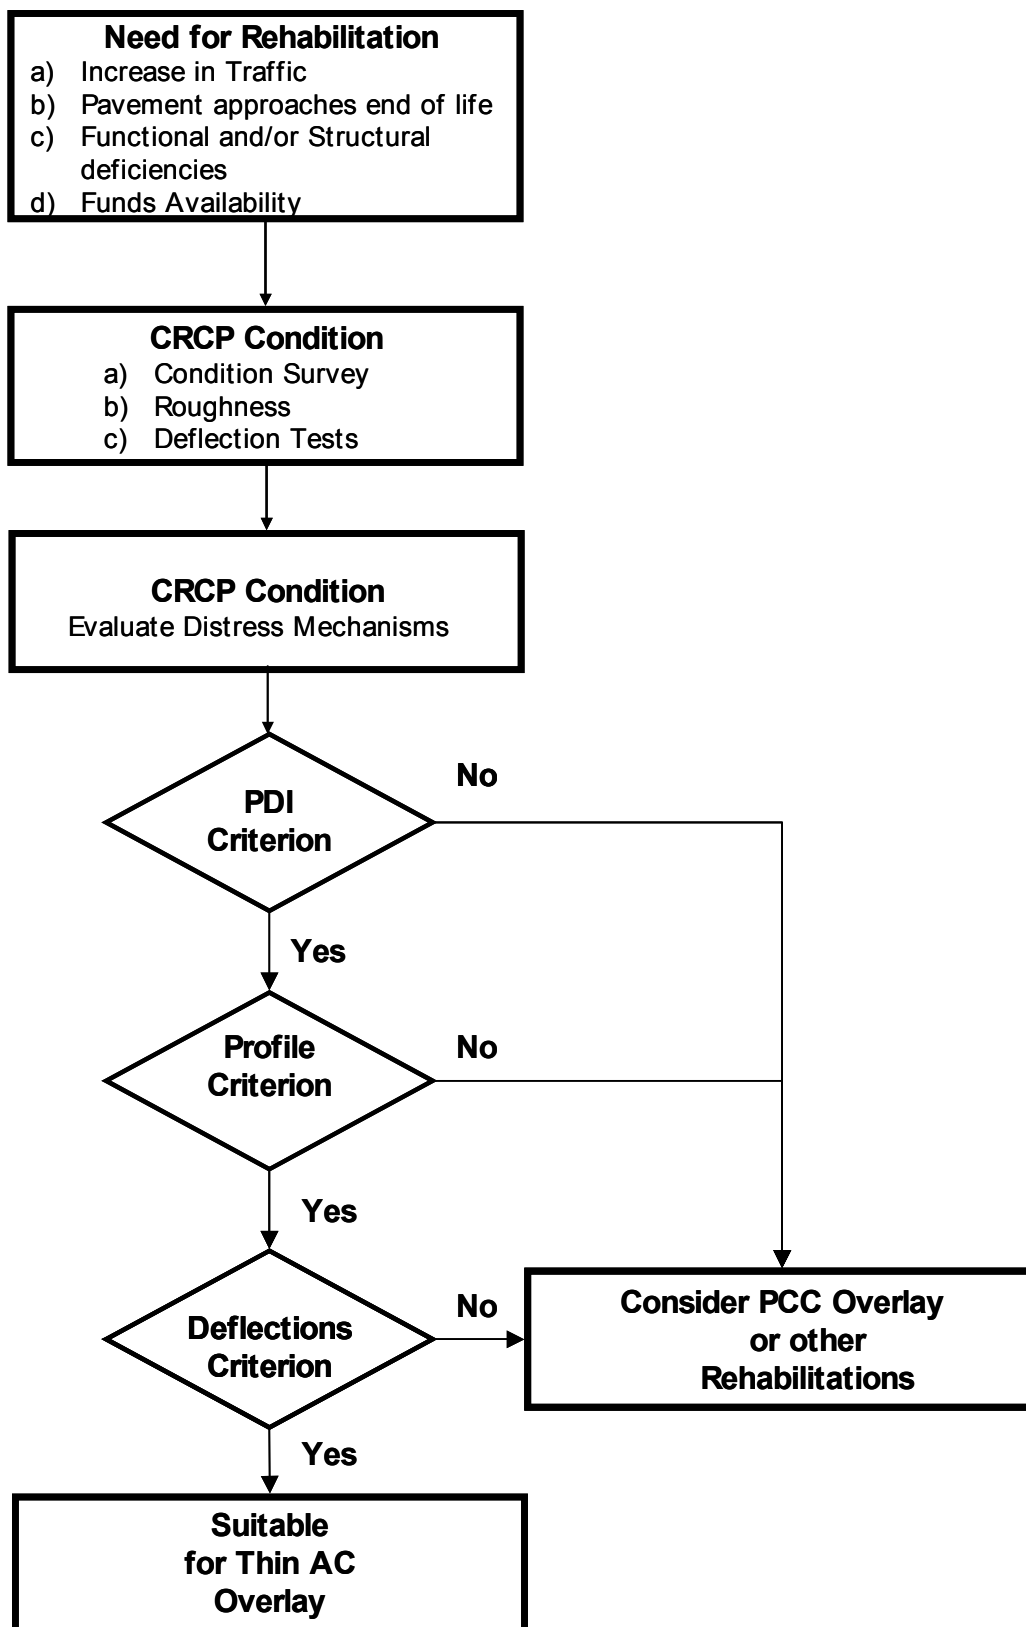 Need for Rehabilitation
a) Increase in Traffic
b) Pavement approaches end of life
c) Functional and/or Structural
deficiencies
d) Funds Availability
CRCP Condition
a) Condition Survey
b) Roughness
c) Deflection Tests
CRCP Condition
Evaluate Distress Mechanisms
No
PDI
Criterion
Yes
Profile
Criterion
No
Yes
Deflections
Criterion
No
Consider PCC Overlay
or other
Rehabilitations
Yes
Suitable
for Thin AC
Overlay